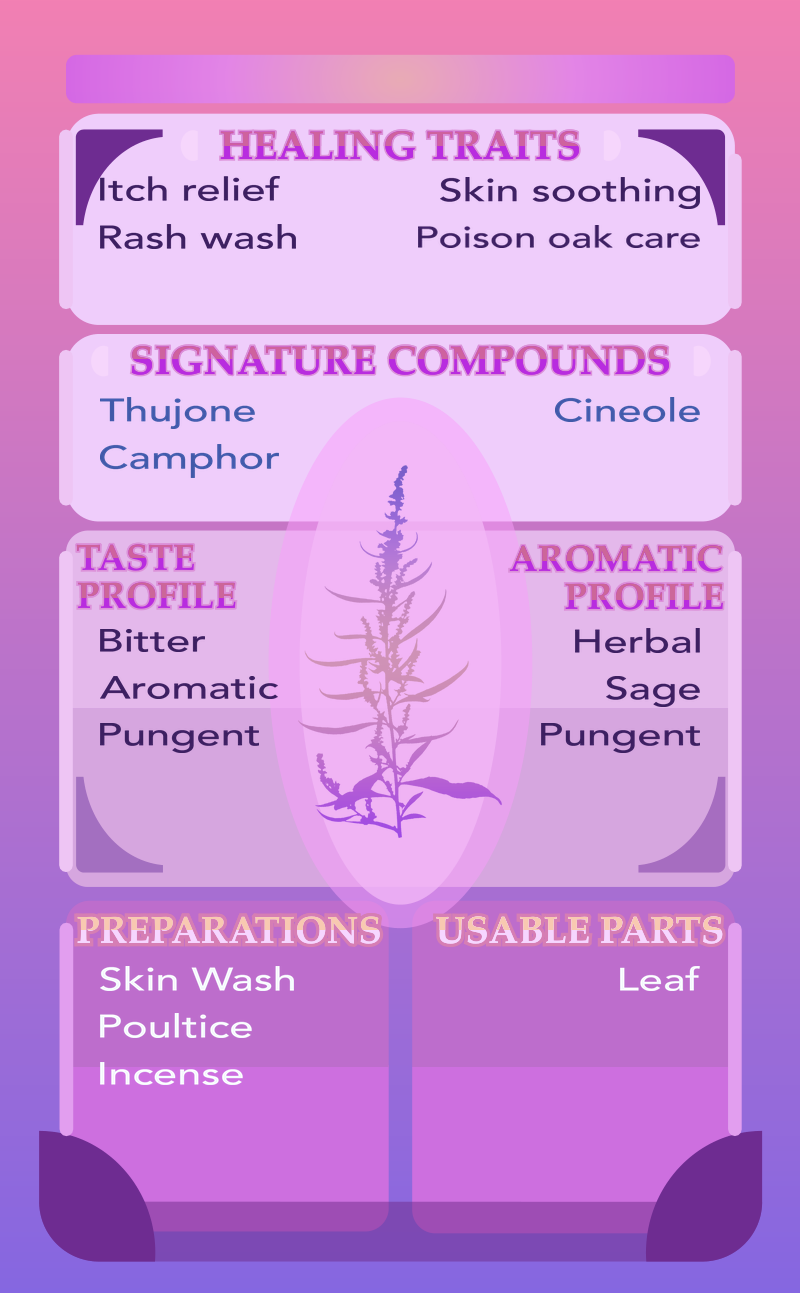 HEALING TRAITS
Itch relief
Skin soothing
Rash wash
Poison oak care
SIGNATURE COMPOUNDS
Thujone
Cineole
Camphor
TASTE
PROFILE
Bitter
Aromatic
Pungent
AROMATIC
PROFILE
Herbal
Sage
Pungent
PREPARATIONS
Skin Wash
Poultice
Incense
USABLE PARTS
Leaf